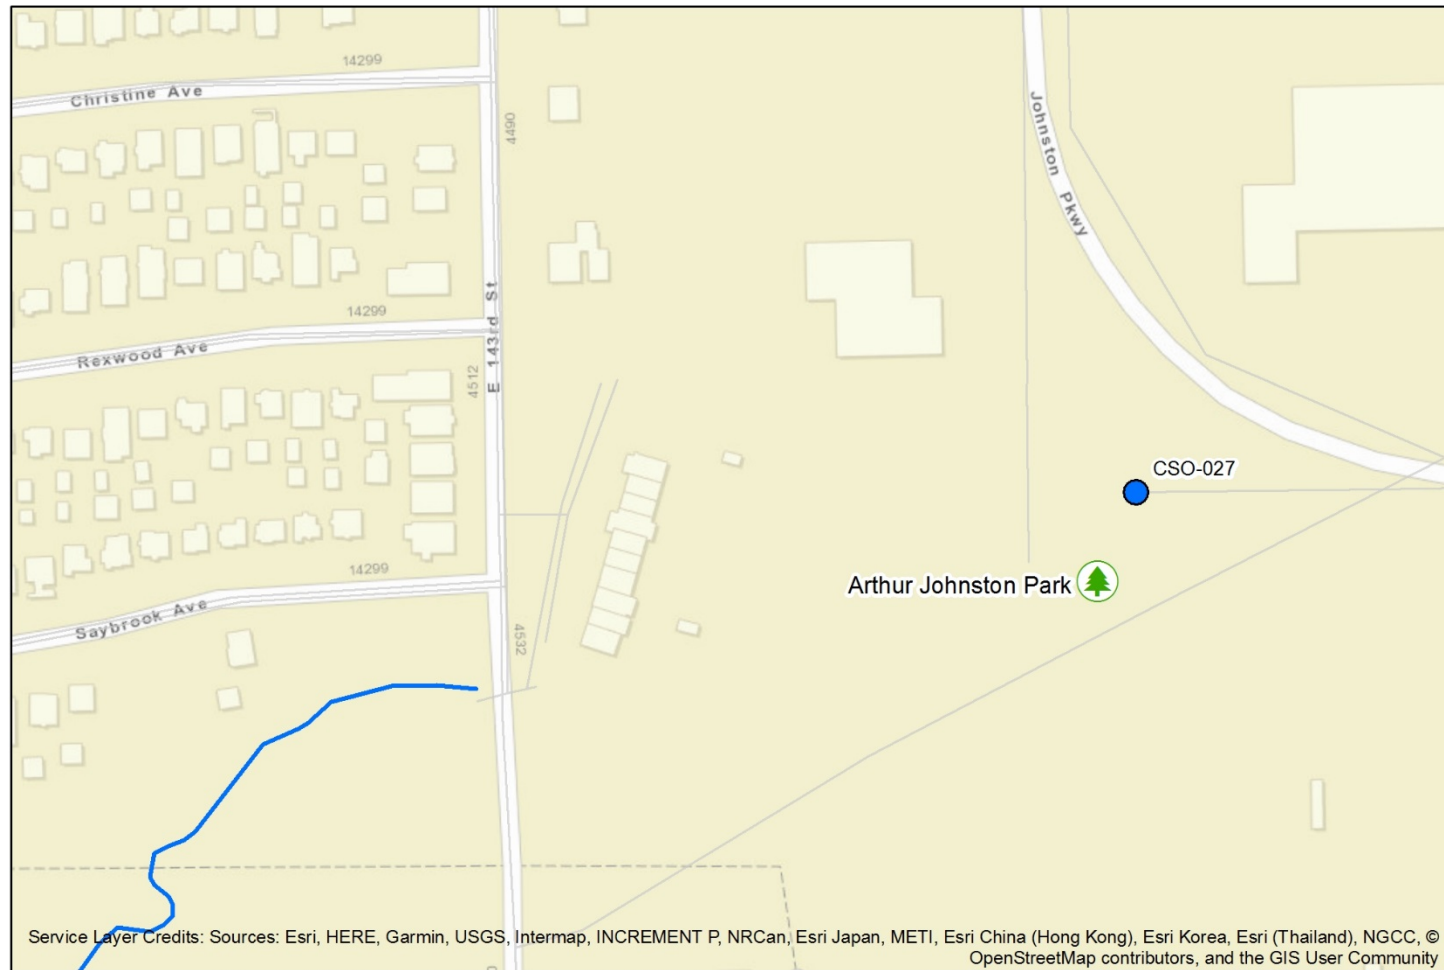 14299
Christine Ave
4490
Johnston Pkwy
14299
E 143rd St
Rexwood Ave
4512
CSO-027
14299
Arthur Johnston Park
Saybrook Ave
4532
Service Layer Credits: Sources: Esri, HERE, Garmin, USGS, Intermap, INCREMENT P, NRCan, Esri Japan, METI, Esri China (Hong Kong), Esri Korea, Esri (Thailand), NGCC, ©
OpenStreetMap contributors, and the GIS User Community